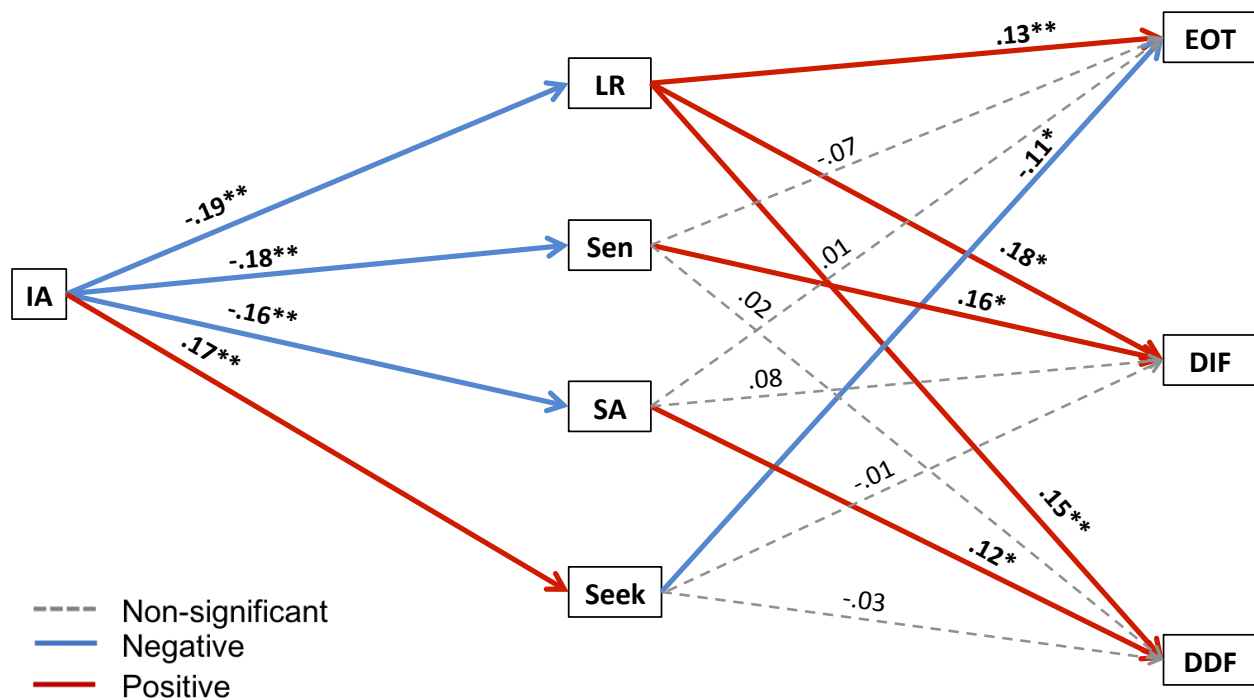 EOT
.13**
LR
-.07
-.11*
-.19**
Sen
.01
.18*
-.18**
IA
.02
.16*
-.16**
.17**
.08
DIF
SA
-.01
.15**
.12*
Seek
-.03
Non-significant
Negative
Positive
DDF